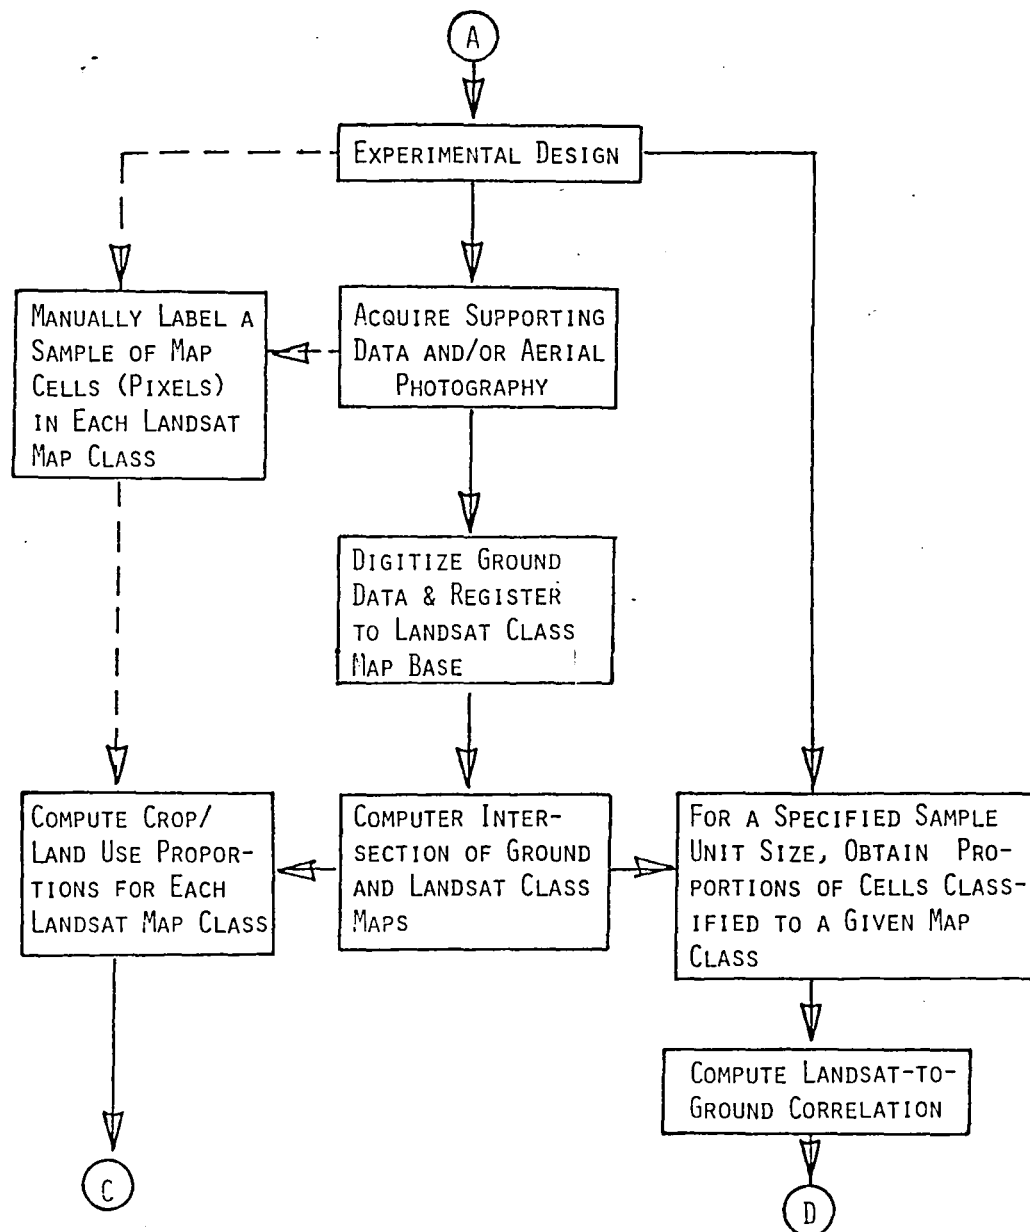 A
EXPERIMENTAL DESIGN
MANUALLY LABEL A
SAMPLE OF MAP
CELLS (PIXELS)
IN EACH LANDSAT
MAP CLASS
ACQUIRE SUPPORTING
DATA AND/OR AERIAL
PHOTOGRAPHY
DIGITIZE GROUND
DATA & REGISTER
TO LANDSAT CLASS
MAP BASE
COMPUTE CROP/
LAND USE PROPOR-
TIONS FOR EACH
LANDSAT MAP CLASS
COMPUTER INTER-
SECTION OF GROUND
AND LANDSAT CLASS
MAPS
FOR A SPECIFIED SAMPLE
UNIT SIZE, OBTAIN PRO-
PORTIONS OF CELLS CLASS-
IFIED TO A GIVEN MAP
CLASS
COMPUTE LANDSAT-TO-
GROUND CORRELATION
C
D